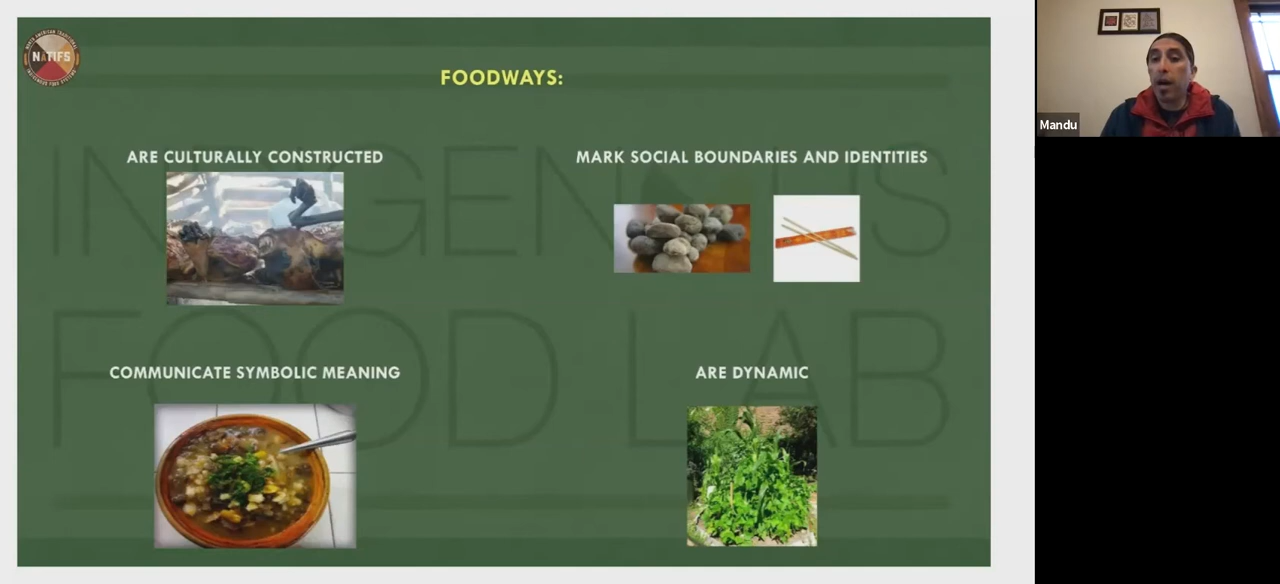 NATIFS
FOODWAYS:
ARE CULTURALLY CONSTRUCTED
MARK SOCIAL BOUNDARIES AND IDENTITIES
COMMUNICATE SYMBOLIC MEANING
ARE DYNAMIC
INDIGENOUS
FOOD LAB
Mandu